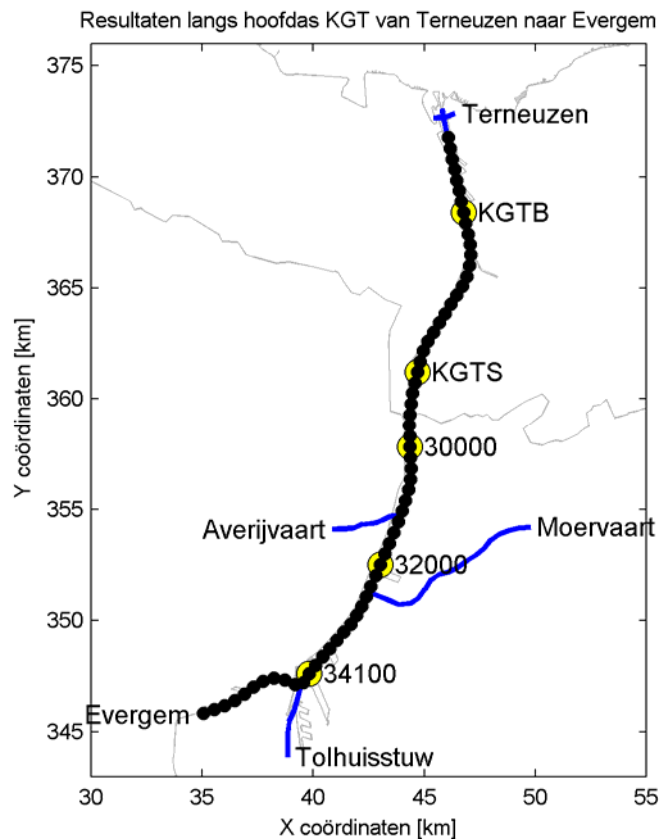 Resultaten langs hoofdas KGT van Terneuzen naar Evergem
375
370
365
360
355
350
345
30
35
40
45
50
55
Y coördinaten [km]
X coördinaten [km]
Terneuzen
KGTB
KGTS
30000
Averijvaart
Moervaart
32000
34100
Evergem
Tolhuisstuw